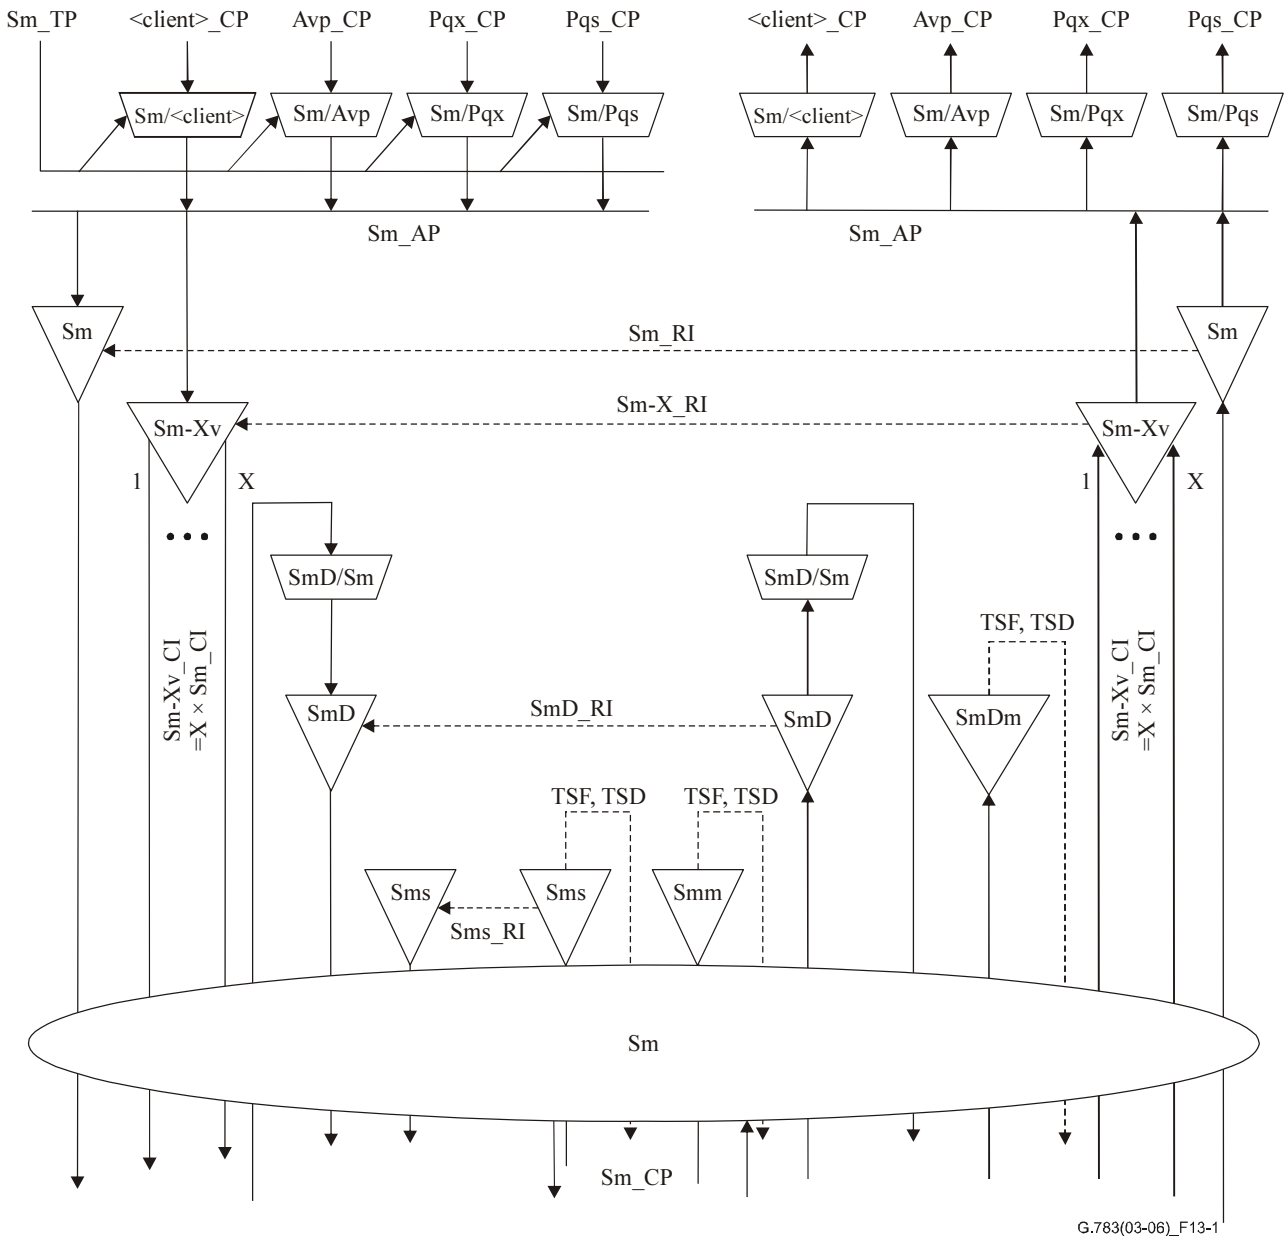 Sm_TP <client>_CP Avp_CP Pqx_CP Pqs_CP <client>_CP Avp_CP Pqx_CP Pqs_CP
Sm/<client> Sm/Avp Sm/Pqx Sm/Pqs Sm/<client> Sm/Avp Sm/Pqx Sm/Pqs
Sm_AP Sm_AP
Sm Sm_RI Sm
Sm-Xv Sm-X_RI Sm-Xv
1 X 1 X
SmD/Sm SmD/Sm
Sm-Xv_CI
=X × Sm_CI
TSF, TSD
Sm-Xv_CI
=X × Sm_CI
SmD SmD_RI SmD SmDm
TSF, TSD TSF, TSD
Sms Sms Smm
Sms_RI
Sm
Sm_CP
G.783(03-06)_F13-1